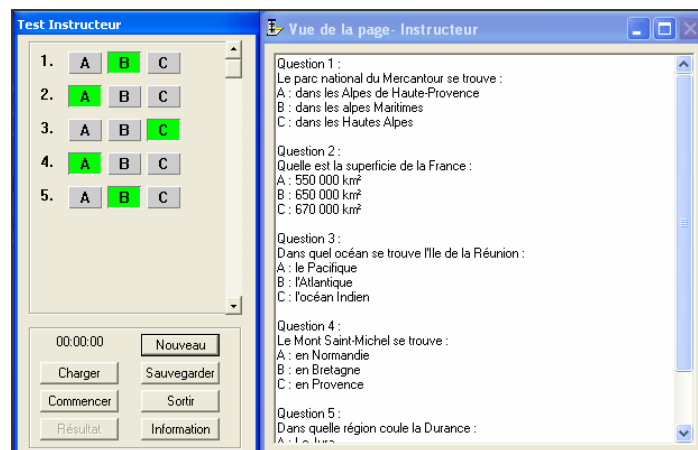 Test Instructeur
1. A B C
2. A B C
3. A B C
4. A B C
5. A B C
00:00:00 Nouveau
Charger Sauvegarder
Commencer Sortir
Résultat Information
Vue de la page- Instructeur
Question 1 :
Le parc national du Mercantour se trouve :
A : dans les Alpes de Haute-Provence
B : dans les alpes Maritimes
C : dans les Hautes Alpes
Question 2 :
Quelle est la superficie de la France :
A : 550 000 km²
B : 650 000 km²
C : 670 000 km²
Question 3 :
Dans quel océan se trouve l'Ile de la Réunion :
A : le Pacifique
B : l'Atlantique
C : l'océan Indien
Question 4 :
Le Mont Saint-Michel se trouve :
A : en Normandie
B : en Bretagne
C : en Provence
Question 5 :
Dans quelle région coule la Durance :
A : Le Jura